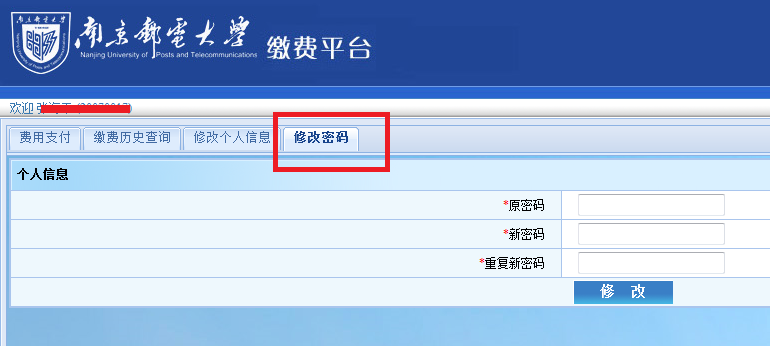 南京郵電大學
Nanjing University of Posts and Telecommunications
缴费平台
欢迎
费用支付 缴费历史查询 修改个人信息 修改密码
个人信息
*原密码
*新密码
*重复新密码
修 改